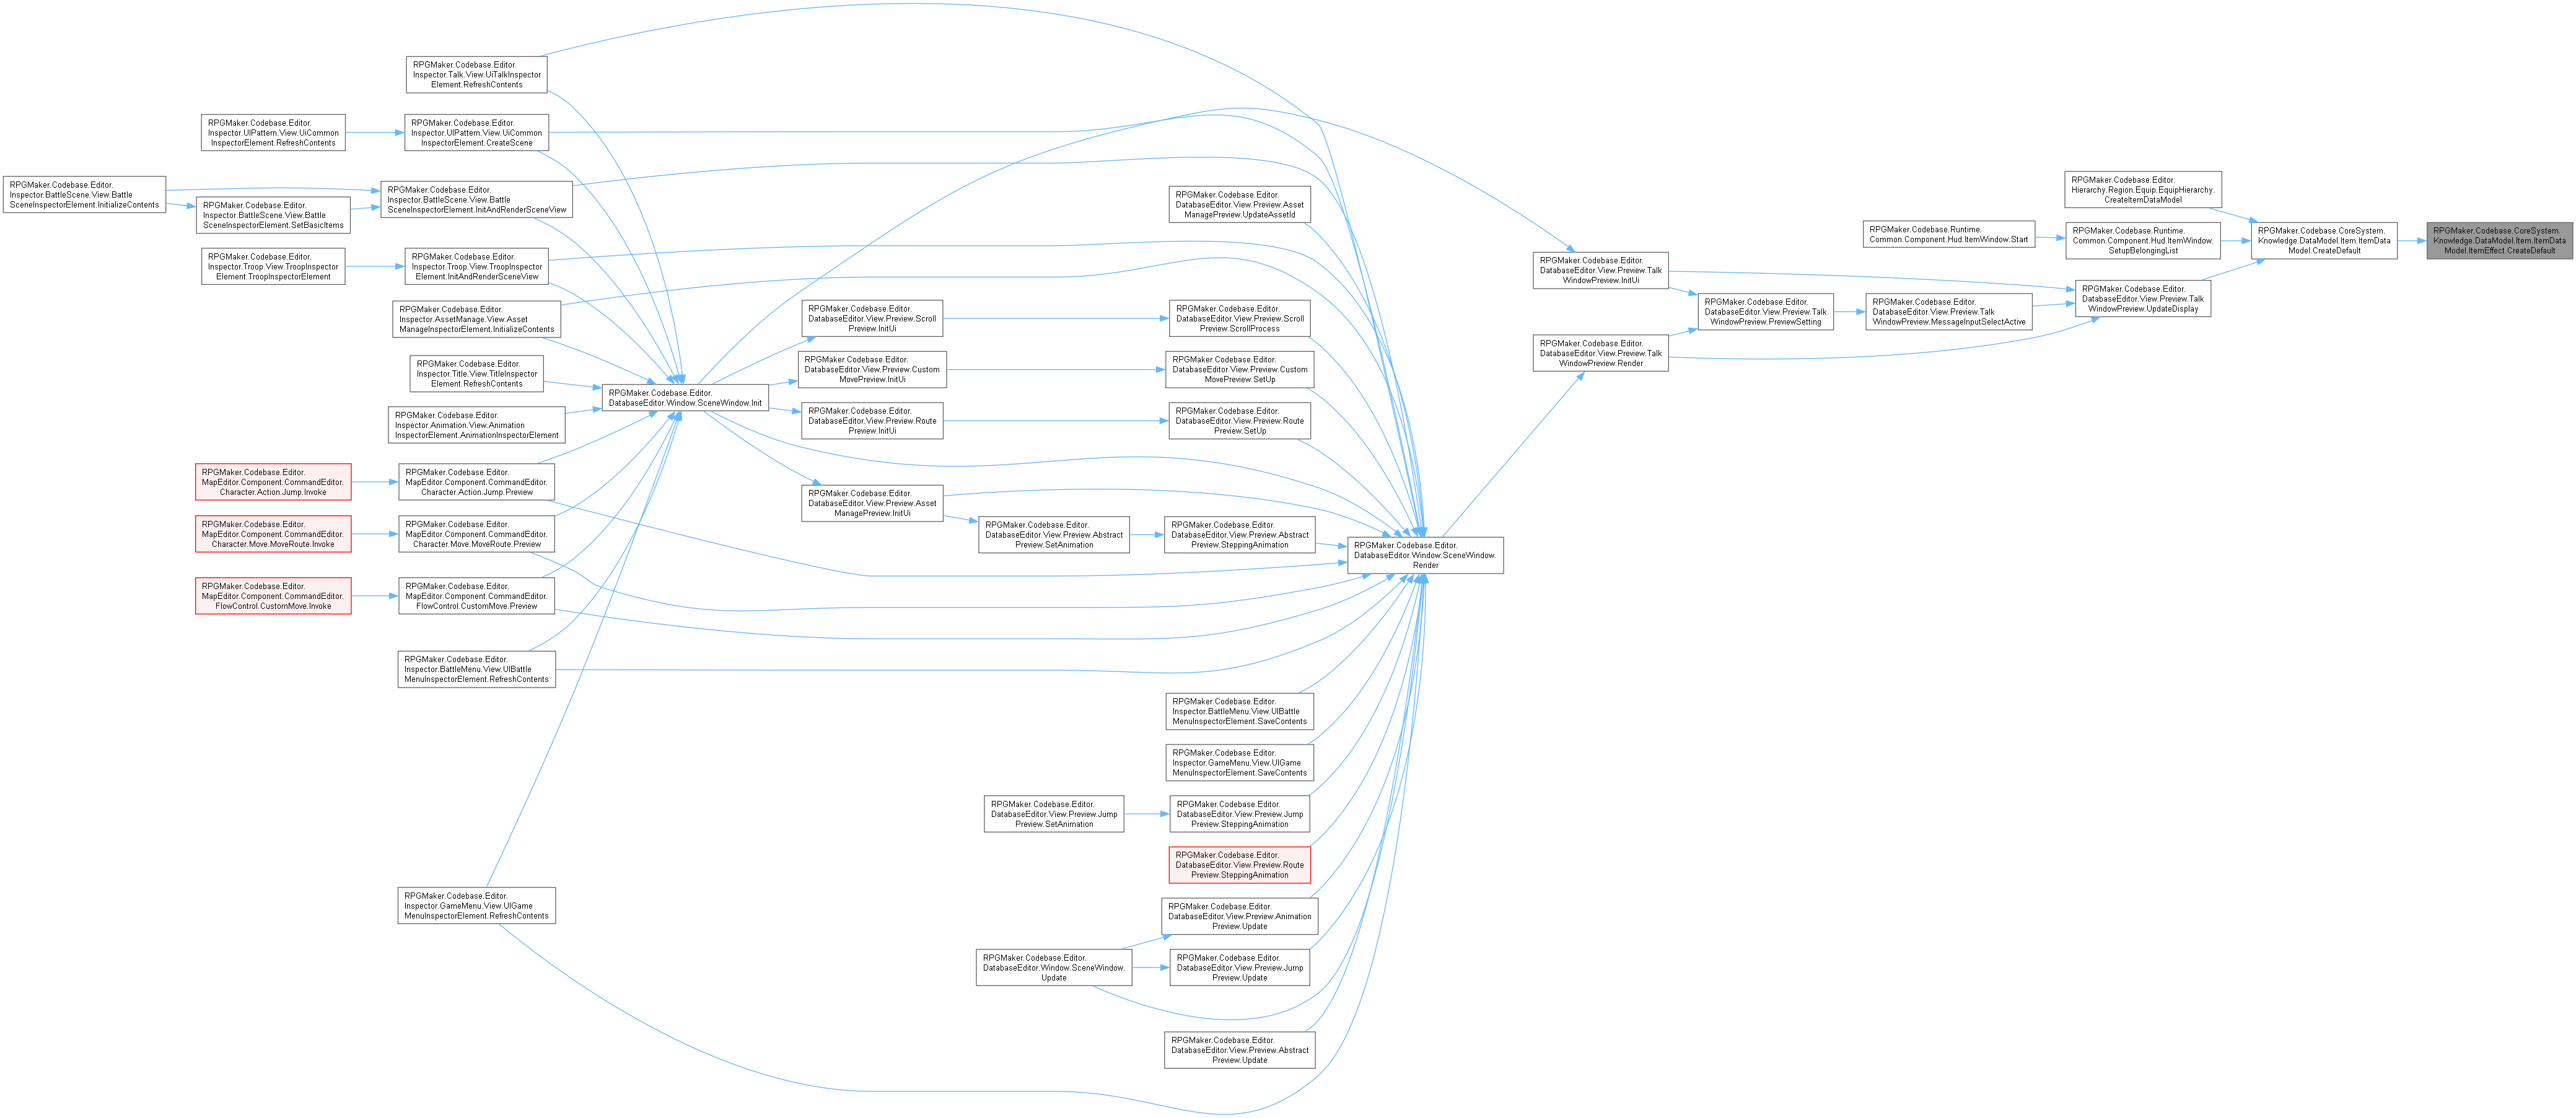 RPGMaker.Codebase.Editor.
Inspector.Talk.View.UiTalkInspector
Element.RefreshContents
RPGMaker.Codebase.Editor.
Inspector.UIPattern.View.UiCommon
InspectorElement.RefreshContents
RPGMaker.Codebase.Editor.
Inspector.UIPattern.View.UiCommon
InspectorElement.CreateScene
RPGMaker.Codebase.Editor.
Inspector.BattleScene.View.Battle
SceneInspectorElement.InitializeContents
RPGMaker.Codebase.Editor.
Inspector.BattleScene.View.Battle
SceneInspectorElement.SetBasicItems
RPGMaker.Codebase.Editor.
Inspector.BattleScene.View.Battle
SceneInspectorElement.InitAndRenderSceneView
RPGMaker.Codebase.Editor.
Inspector.Troop.View.TroopInspector
Element.TroopInspectorElement
RPGMaker.Codebase.Editor.
Inspector.Troop.View.TroopInspector
Element.InitAndRenderSceneView
RPGMaker.Codebase.Editor.
Inspector.AssetManage.View.Asset
ManageInspectorElement.InitializeContents
RPGMaker.Codebase.Editor.
Inspector.Title.View.TitleInspector
Element.RefreshContents
RPGMaker.Codebase.Editor.
Inspector.Animation.View.Animation
InspectorElement.AnimationInspectorElement
RPGMaker.Codebase.Editor.
MapEditor.Component.CommandEditor.
Character.Action.Jump.Invoke
RPGMaker.Codebase.Editor.
MapEditor.Component.CommandEditor.
Character.Action.Jump.Preview
RPGMaker.Codebase.Editor.
MapEditor.Component.CommandEditor.
Character.Move.MoveRoute.Invoke
RPGMaker.Codebase.Editor.
MapEditor.Component.CommandEditor.
Character.Move.MoveRoute.Preview
RPGMaker.Codebase.Editor.
MapEditor.Component.CommandEditor.
FlowControl.CustomMove.Invoke
RPGMaker.Codebase.Editor.
MapEditor.Component.CommandEditor.
FlowControl.CustomMove.Preview
RPGMaker.Codebase.Editor.
Inspector.BattleMenu.View.UIBattle
MenuInspectorElement.RefreshContents
RPGMaker.Codebase.Editor.
Inspector.GameMenu.View.UIGame
MenuInspectorElement.RefreshContents
RPGMaker.Codebase.Editor.
DatabaseEditor.Window.SceneWindow.Init
RPGMaker.Codebase.Editor.
DatabaseEditor.View.Preview.Scroll
Preview.InitUi
RPGMaker.Codebase.Editor.
DatabaseEditor.View.Preview.Custom
MovePreview.InitUi
RPGMaker.Codebase.Editor.
DatabaseEditor.View.Preview.Route
Preview.InitUi
RPGMaker.Codebase.Editor.
DatabaseEditor.View.Preview.Asset
ManagePreview.InitUi
RPGMaker.Codebase.Editor.
DatabaseEditor.View.Preview.Abstract
Preview.SetAnimation
RPGMaker.Codebase.Editor.
DatabaseEditor.View.Preview.Asset
ManagePreview.UpdateAssetId
RPGMaker.Codebase.Editor.
DatabaseEditor.View.Preview.Scroll
Preview.ScrollProcess
RPGMaker.Codebase.Editor.
DatabaseEditor.View.Preview.Custom
MovePreview.SetUp
RPGMaker.Codebase.Editor.
DatabaseEditor.View.Preview.Route
Preview.SetUp
RPGMaker.Codebase.Editor.
DatabaseEditor.View.Preview.Abstract
Preview.SteppingAnimation
RPGMaker.Codebase.Editor.
Inspector.BattleMenu.View.UIBattle
MenuInspectorElement.SaveContents
RPGMaker.Codebase.Editor.
Inspector.GameMenu.View.UIGame
MenuInspectorElement.SaveContents
RPGMaker.Codebase.Editor.
DatabaseEditor.View.Preview.Jump
Preview.SetAnimation
RPGMaker.Codebase.Editor.
DatabaseEditor.View.Preview.Jump
Preview.SteppingAnimation
RPGMaker.Codebase.Editor.
DatabaseEditor.View.Preview.Route
Preview.SteppingAnimation
RPGMaker.Codebase.Editor.
DatabaseEditor.View.Preview.Animation
Preview.Update
RPGMaker.Codebase.Editor.
DatabaseEditor.Window.SceneWindow.
Update
RPGMaker.Codebase.Editor.
DatabaseEditor.View.Preview.Jump
Preview.Update
RPGMaker.Codebase.Editor.
DatabaseEditor.View.Preview.Abstract
Preview.Update
RPGMaker.Codebase.Editor.
DatabaseEditor.Window.SceneWindow.
Render
RPGMaker.Codebase.Editor.
DatabaseEditor.View.Preview.Talk
WindowPreview.InitUi
RPGMaker.Codebase.Editor.
DatabaseEditor.View.Preview.Talk
WindowPreview.Render
RPGMaker.Codebase.Editor.
DatabaseEditor.View.Preview.Talk
WindowPreview.PreviewSetting
RPGMaker.Codebase.Editor.
DatabaseEditor.View.Preview.Talk
WindowPreview.MessageInputSelectActive
RPGMaker.Codebase.Runtime.
Common.Component.Hud.ItemWindow.Start
RPGMaker.Codebase.Editor.
Hierarchy.Region.Equip.EquipHierarchy.
CreateItemDataModel
RPGMaker.Codebase.Runtime.
Common.Component.Hud.ItemWindow.
SetupBelongingList
RPGMaker.Codebase.Editor.
DatabaseEditor.View.Preview.Talk
WindowPreview.UpdateDisplay
RPGMaker.Codebase.CoreSystem.
Knowledge.DataModel.Item.ItemData
Model.CreateDefault
RPGMaker.Codebase.CoreSystem.
Knowledge.DataModel.Item.ItemData
Model.ItemEffect.CreateDefault